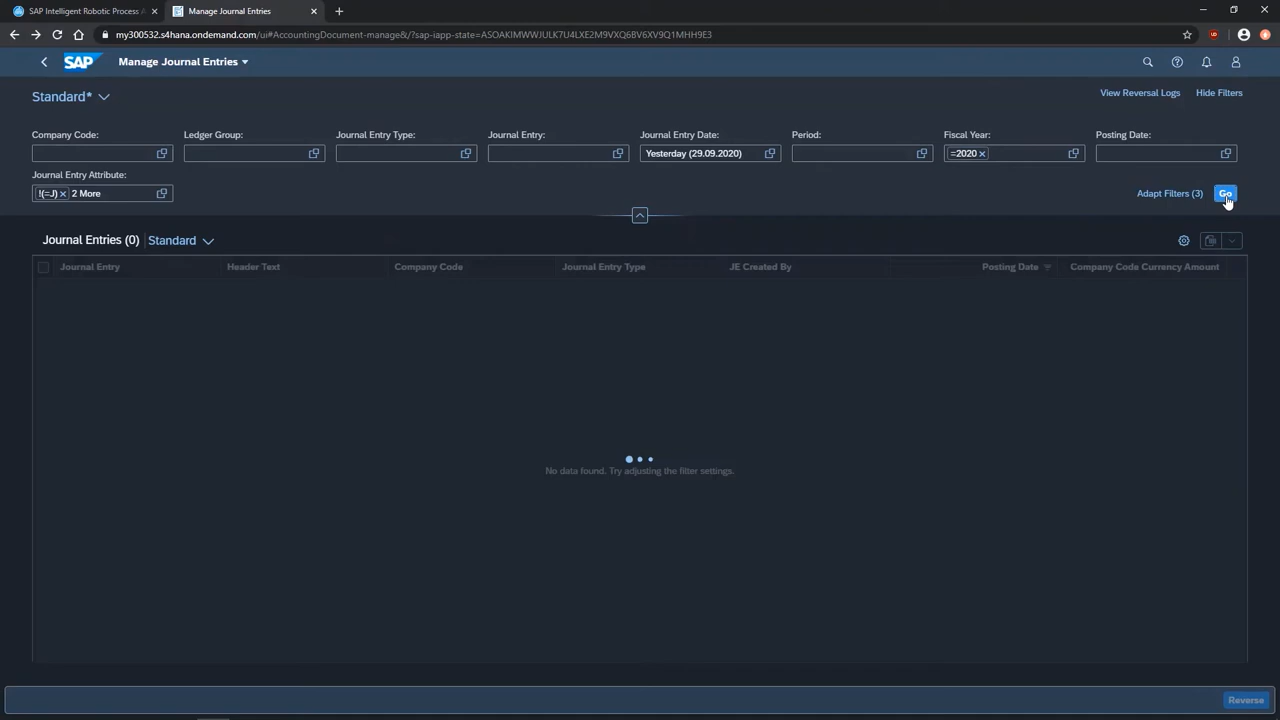 SAP Intelligent Robotic Process A
Manage Journal Entries
my300532.s4hana.ondemand.com/ui#AccountingDocument-manage&/?sap-iapp-state=ASOAKIMWWJULK7U4LXE2M9VXQ6BV6XV9Q1MHH9E3
SAP Manage Journal Entries
Standard*
View Reversal Logs Hide Filters
Company Code: Ledger Group: Journal Entry Type: Journal Entry: Journal Entry Date: Period: Fiscal Year: Posting Date:
Yesterday (29.09.2020) =2020
Journal Entry Attribute:
!(=J) 2 More
Adapt Filters (3) Go
Journal Entries (0) Standard
Journal Entry Header Text Company Code Journal Entry Type JE Created By Posting Date Company Code Currency Amount
No data found. Try adjusting the filter settings.
Reverse